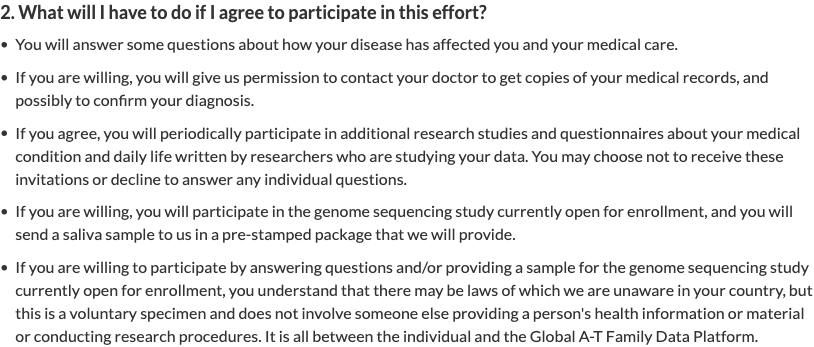 2. What will I have to do if I agree to participate in this effort?
• You will answer some questions about how your disease has affected you and your medical care.
• If you are willing, you will give us permission to contact your doctor to get copies of your medical records, and
possibly to confirm your diagnosis.
• If you agree, you will periodically participate in additional research studies and questionnaires about your medical
condition and daily life written by researchers who are studying your data. You may choose not to receive these
invitations or decline to answer any individual questions.
• If you are willing, you will participate in the genome sequencing study currently open for enrollment, and you will
send a saliva sample to us in a pre-stamped package that we will provide.
• If you are willing to participate by answering questions and/or providing a sample for the genome sequencing study
currently open for enrollment, you understand that there may be laws of which we are unaware in your country, but
this is a voluntary specimen and does not involve someone else providing a person's health information or material
or conducting research procedures. It is all between the individual and the Global A-T Family Data Platform.